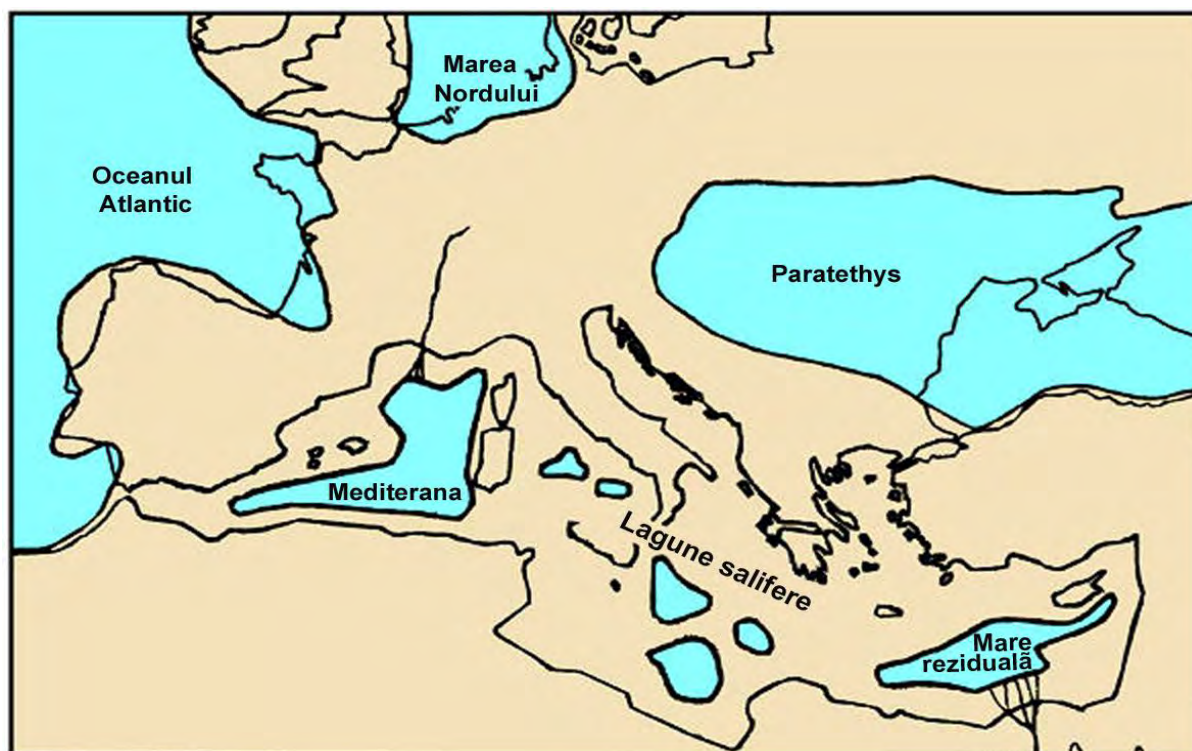 Marea
Nordului
Oceanul
Atlantic
Paratethys
Mediterana
Lagune salifere
Mare
reziduală